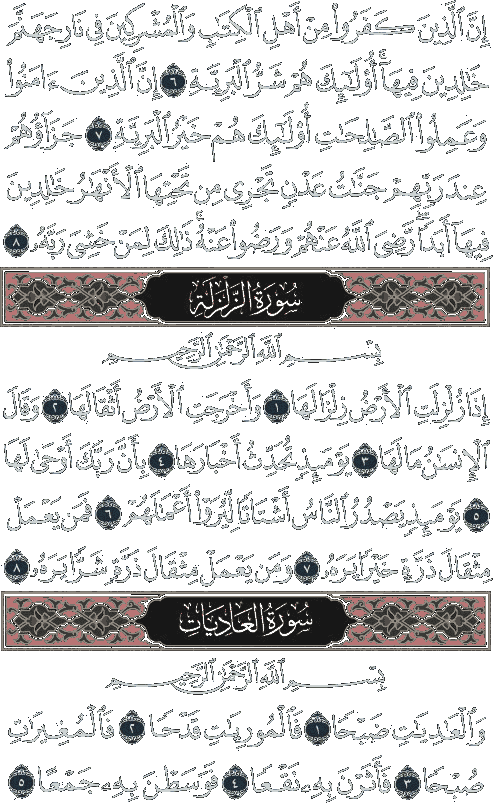 إِنَّ ٱلَّذِينَ كَفَرُوا۟ مِنْ أَهْلِ ٱلْكِتَٰبِ وَٱلْمُشْرِكِينَ فِى نَارِ جَهَنَّمَ
خَٰلِدِينَ فِيهَآ ۚ أُو۟لَٰٓئِكَ هُمْ شَرُّ ٱلْبَرِيَّةِ ٦ إِنَّ ٱلَّذِينَ ءَامَنُوا۟
وَعَمِلُوا۟ ٱلصَّٰلِحَٰتِ أُو۟لَٰٓئِكَ هُمْ خَيْرُ ٱلْبَرِيَّةِ ٧ جَزَآؤُهُمْ
عِندَ رَبِّهِمْ جَنَّٰتُ عَدْنٍ تَجْرِى مِن تَحْتِهَا ٱلْأَنْهَٰرُ خَٰلِدِينَ
فِيهَآ أَبَدًا ۖ رَّضِىَ ٱللَّهُ عَنْهُمْ وَرَضُوا۟ عَنْهُ ۚ ذَٰلِكَ لِمَنْ خَشِىَ رَبَّهُۥ ٨
سُورَةُ الزَّلْزَلَةِ
بِسْمِ ٱللَّهِ ٱلرَّحْمَٰنِ ٱلرَّحِيمِ
إِذَا زُلْزِلَتِ ٱلْأَرْضُ زِلْزَالَهَا ١ وَأَخْرَجَتِ ٱلْأَرْضُ أَثْقَالَهَا ٢ وَقَالَ
ٱلْإِنسَٰنُ مَا لَهَا ٣ يَوْمَئِذٍ تُحَدِّثُ أَخْبَارَهَا ٤ بِأَنَّ رَبَّكَ أَوْحَىٰ لَهَا
٥ يَوْمَئِذٍ يَصْدُرُ ٱلنَّاسُ أَشْتَاتًا لِّيُرَوْا۟ أَعْمَٰلَهُمْ ٦ فَمَن يَعْمَلْ
مِثْقَالَ ذَرَّةٍ خَيْرًا يَرَهُۥ ٧ وَمَن يَعْمَلْ مِثْقَالَ ذَرَّةٍ شَرًّا يَرَهُۥ ٨
سُورَةُ العَادِيَاتِ
بِسْمِ ٱللَّهِ ٱلرَّحْمَٰنِ ٱلرَّحِيمِ
وَٱلْعَٰدِيَٰتِ ضَبْحًا ١ فَٱلْمُورِيَٰتِ قَدْحًا ٢ فَٱلْمُغِيرَٰتِ
صُبْحًا ٣ فَأَثَرْنَ بِهِۦ نَقْعًا ٤ فَوَسَطْنَ بِهِۦ جَمْعًا ٥